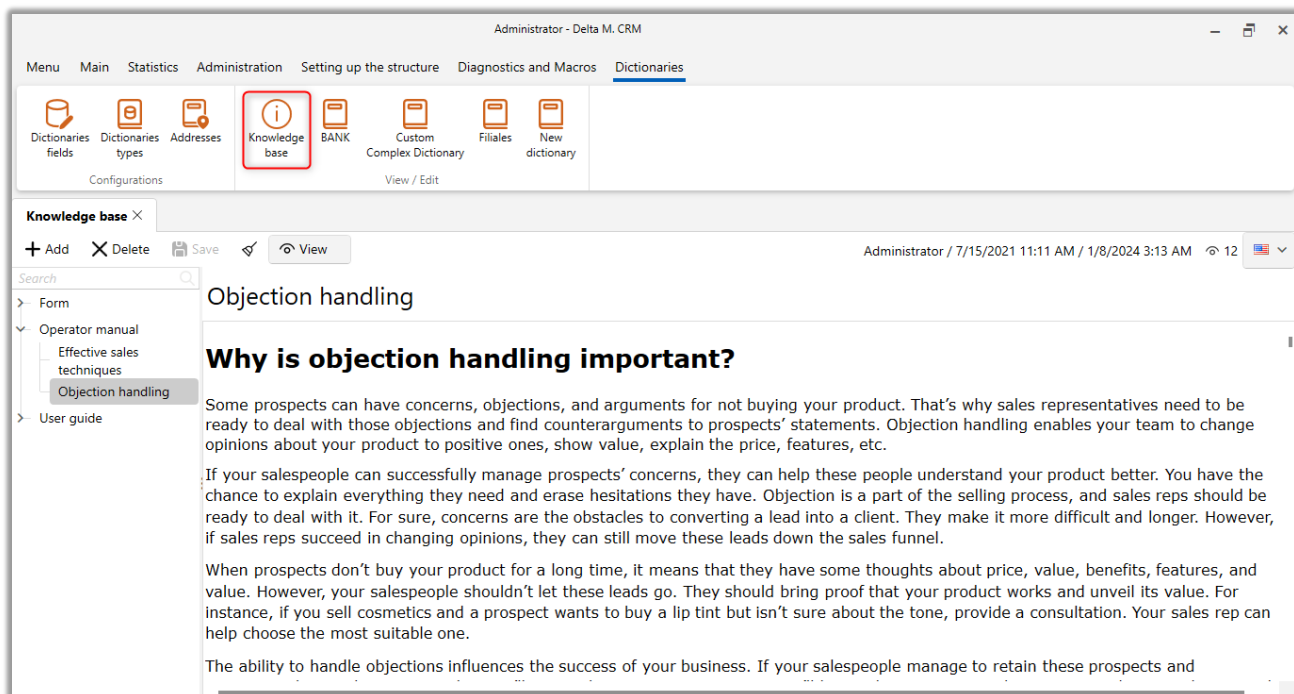 Administrator - Delta M. CRM
Menu Main Statistics Administration Setting up the structure Diagnostics and Macros Dictionaries
Dictionaries fields
Dictionaries types
Addresses
Configurations
Knowledge base
BANK
Custom Complex Dictionary
Filiales
New dictionary
View / Edit
Knowledge base
Add Delete Save View
Administrator / 7/15/2021 11:11 AM / 1/8/2024 3:13 AM 12
Search
Form
Operator manual
Effective sales
techniques
Objection handling
User guide
Objection handling
Why is objection handling important?
Some prospects can have concerns, objections, and arguments for not buying your product. That’s why sales representatives need to be
ready to deal with those objections and find counterarguments to prospects’ statements. Objection handling enables your team to change
opinions about your product to positive ones, show value, explain the price, features, etc.
If your salespeople can successfully manage prospects’ concerns, they can help these people understand your product better. You have the
chance to explain everything they need and erase hesitations they have. Objection is a part of the selling process, and sales reps should be
ready to deal with it. For sure, concerns are the obstacles to converting a lead into a client. They make it more difficult and longer. However,
if sales reps succeed in changing opinions, they can still move these leads down the sales funnel.
When prospects don’t buy your product for a long time, it means that they have some thoughts about price, value, benefits, features, and
value. However, your salespeople shouldn’t let these leads go. They should bring proof that your product works and unveil its value. For
instance, if you sell cosmetics and a prospect wants to buy a lip tint but isn’t sure about the tone, provide a consultation. Your sales rep can
help choose the most suitable one.
The ability to handle objections influences the success of your business. If your salespeople manage to retain these prospects and